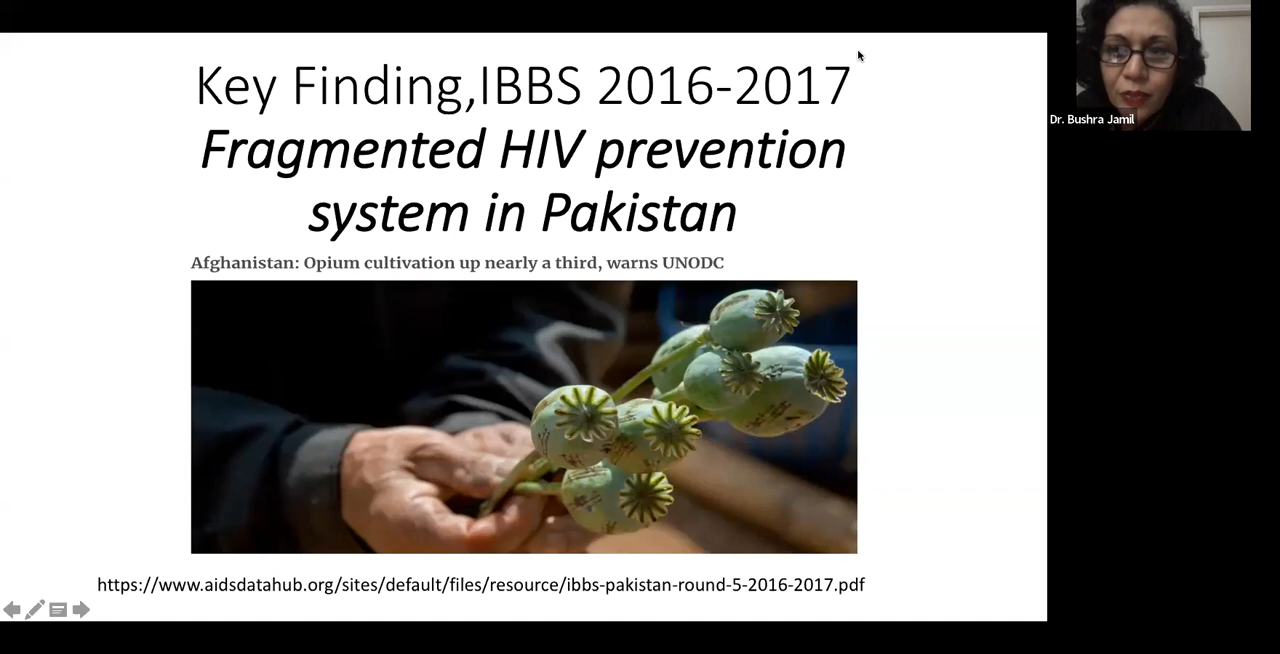 Key Finding,IBBS 2016-2017
Fragmented HIV prevention
system in Pakistan
Afghanistan: Opium cultivation up nearly a third, warns UNODC
https://www.aidsdatahub.org/sites/default/files/resource/ibbs-pakistan-round-5-2016-2017.pdf
Dr. Bushra Jamil